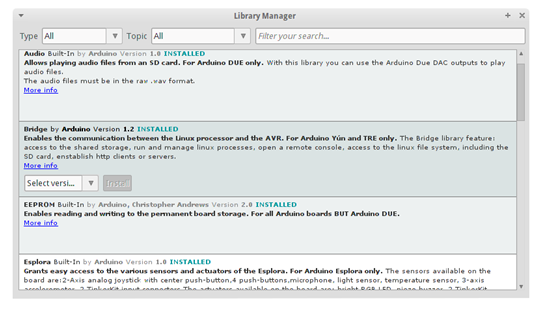 Library Manager
Type All Topic All Filter your search...
Audio Built-In by Arduino Version 1.0 INSTALLED
Allows playing audio files from an SD card. For Arduino DUE only. With this library you can use the Arduino Due DAC outputs to play
audio files.
The audio files must be in the raw .wav format.
More info
Bridge by Arduino Version 1.2 INSTALLED
Enables the communication between the Linux processor and the AVR. For Arduino Yún and TRE only. The Bridge library feature:
access to the shared storage, run and manage linux processes, open a remote console, access to the linux file system, including the
SD card, enstablish http clients or servers.
More info
Select versi... Install
EEPROM Built-In by Arduino, Christopher Andrews Version 2.0 INSTALLED
Enables reading and writing to the permanent board storage. For all Arduino boards BUT Arduino DUE.
More info
Esplora Built-In by Arduino Version 1.0 INSTALLED
Grants easy access to the various sensors and actuators of the Esplora. For Arduino Esplora only. The sensors available on the
board are:2-Axis analog joystick with center push-button,4 push-buttons,microphone, light sensor, temperature sensor, 3-axis
accelerometer, 2 TinkerKit input connectors.The actuators available on the board are: bright RGB LED, piezo buzzer, 2 TinkerKit